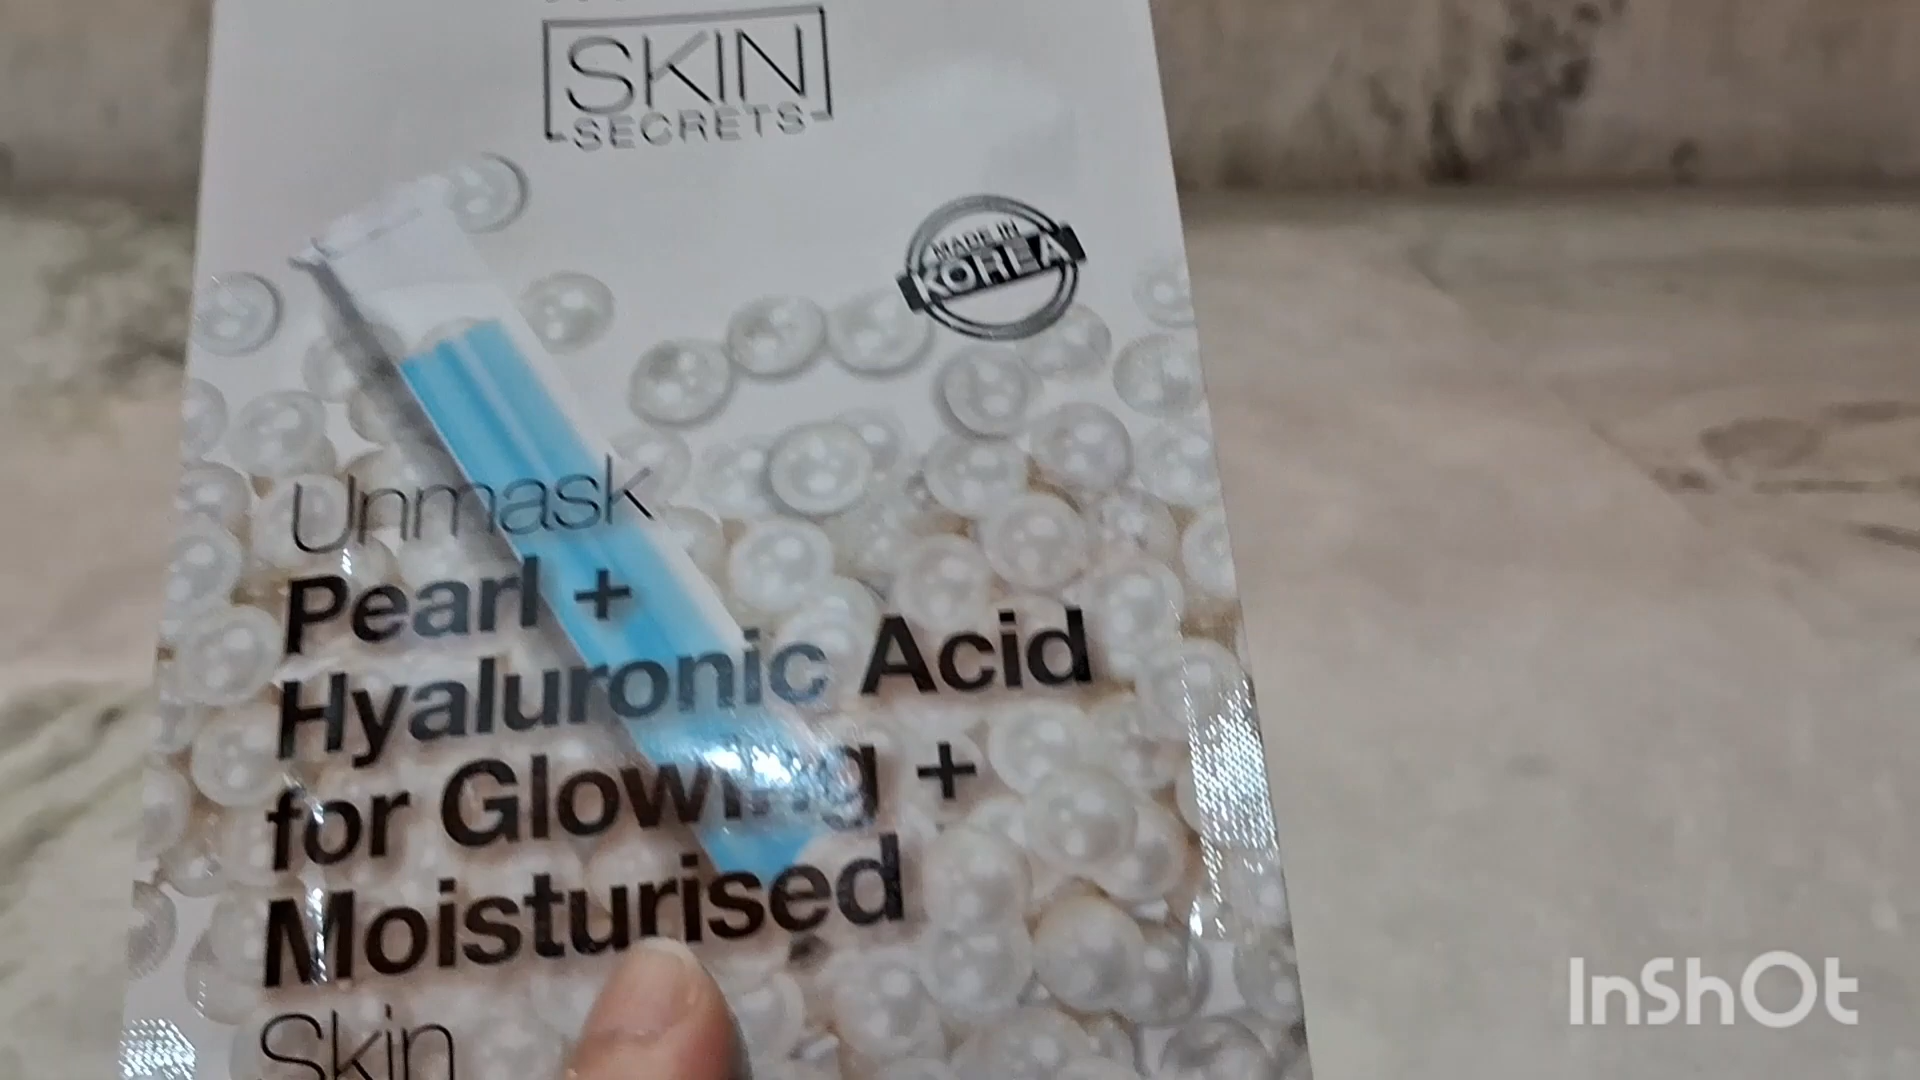 SKIN
SECRETS
MADE IN
KOREA
Unmask
Pearl +
Hyaluronic Acid
for Glowing +
Moisturised
Skin
InShOt